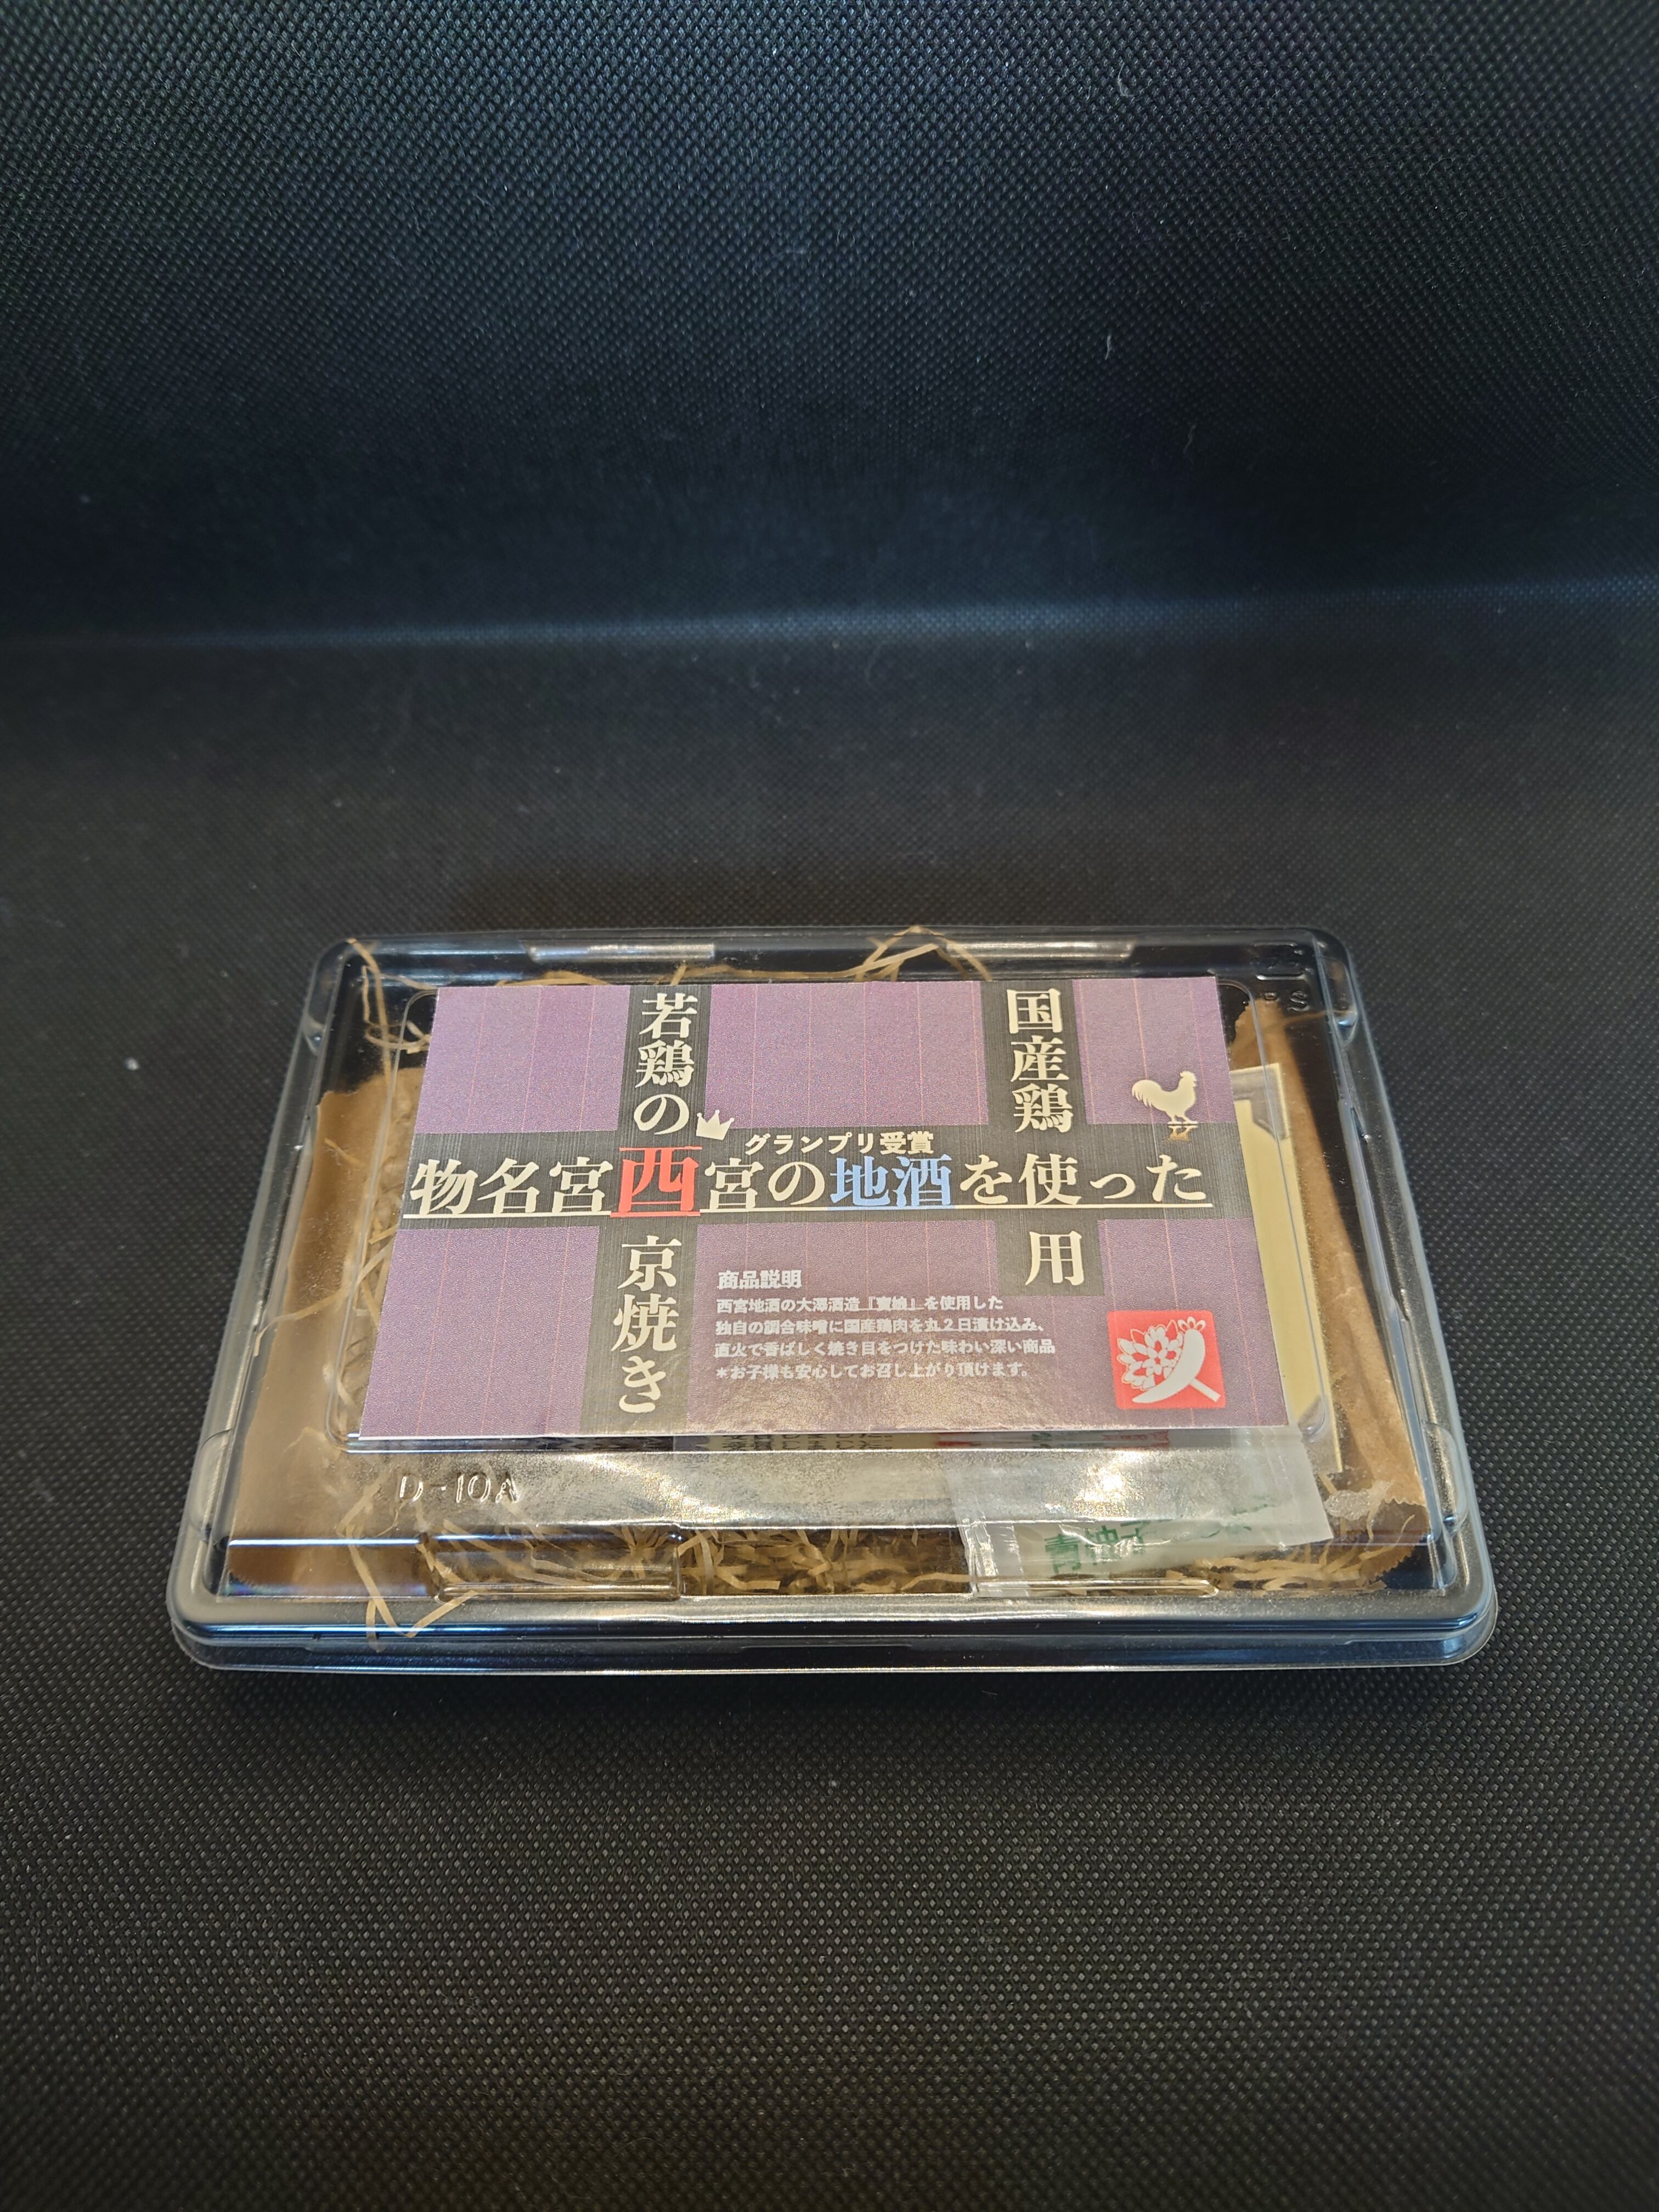 国産鶏
用
若鶏の
西
京焼き
グランプリ受賞
物名宮西宮の地酒を使った
商品説明
西宮地酒の大澤酒造『寳娘』を使用した
独自の調合味噌に国産鶏肉を丸２日漬け込み、
直火で香ばしく焼き目をつけた味わい深い商品
＊お子様も安心してお召し上がり頂けます。
D-10A
青柚子